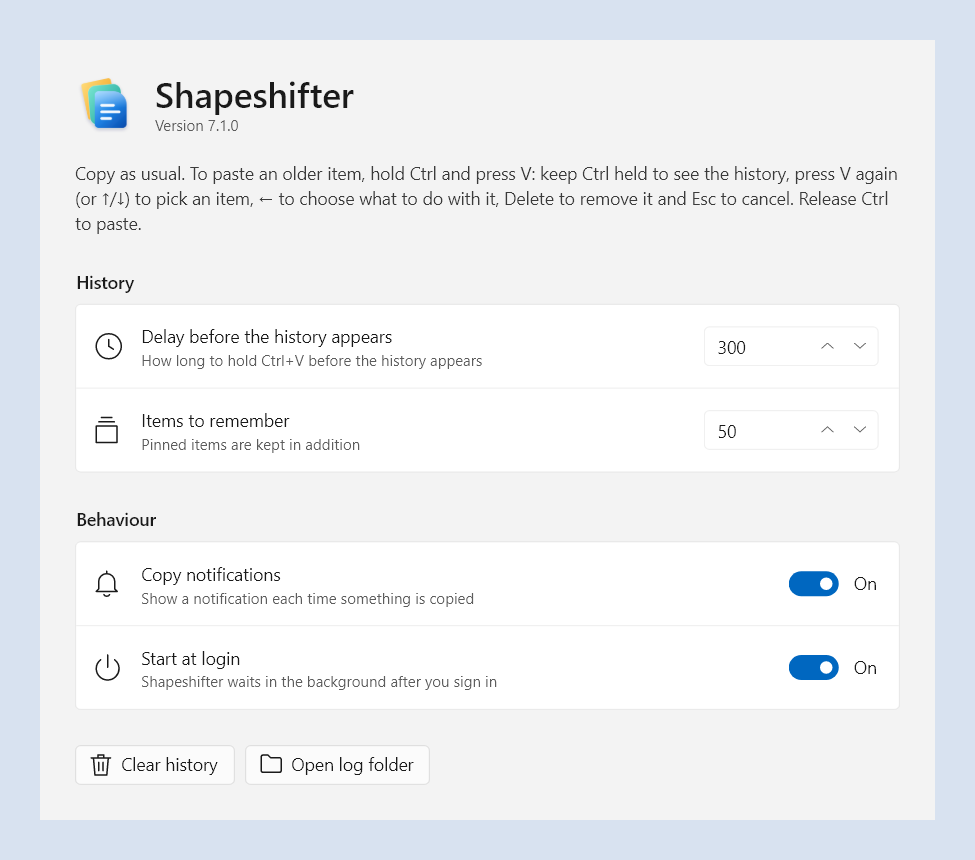 Shapeshifter
Version 7.1.0
Copy as usual. To paste an older item, hold Ctrl and press V: keep Ctrl held to see the history, press V again
(or ↑/↓) to pick an item, ← to choose what to do with it, Delete to remove it and Esc to cancel. Release Ctrl
to paste.
History
Delay before the history appears
How long to hold Ctrl+V before the history appears
300
Items to remember
Pinned items are kept in addition
50
Behaviour
Copy notifications
Show a notification each time something is copied
On
Start at login
Shapeshifter waits in the background after you sign in
On
Clear history
Open log folder